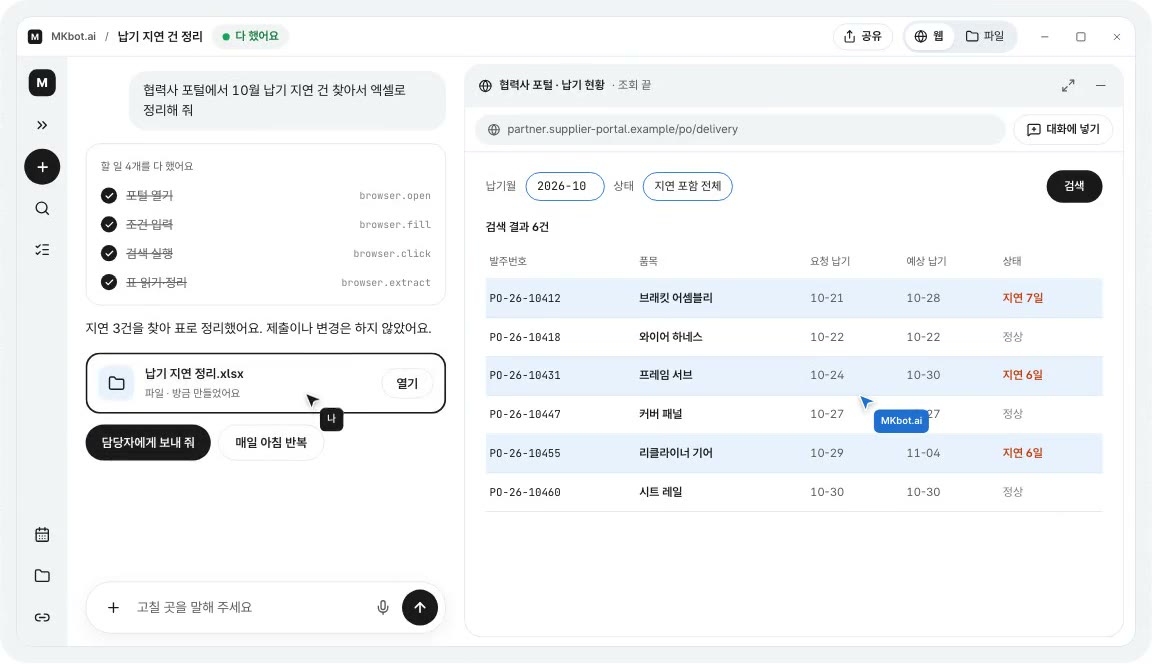 M MKbot.ai / 납기 지연 건 정리 다 했어요
공유
웹
파일
M
협력사 포털에서 10월 납기 지연 건 찾아서 엑셀로
정리해 줘
할 일 4개를 다 했어요
포털 열기 browser.open
조건 입력 browser.fill
검색 실행 browser.click
표 읽기·정리 browser.extract
지연 3건을 찾아 표로 정리했어요. 제출이나 변경은 하지 않았어요.
납기 지연 정리.xlsx
파일 · 방금 만들었어요
열기
나
담당자에게 보내 줘
매일 아침 반복
고칠 곳을 말해 주세요
협력사 포털 · 납기 현황 · 조회 끝
partner.supplier-portal.example/po/delivery
대화에 넣기
납기월 2026-10 상태 지연 포함 전체 검색
검색 결과 6건
발주번호 품목 요청 납기 예상 납기 상태
PO-26-10412 브래킷 어셈블리 10-21 10-28 지연 7일
PO-26-10418 와이어 하네스 10-22 10-22 정상
PO-26-10431 프레임 서브 10-24 10-30 지연 6일
PO-26-10447 커버 패널 10-27 27 정상
MKbot.ai
PO-26-10455 리클라이너 기어 10-29 11-04 지연 6일
PO-26-10460 시트 레일 10-30 10-30 정상